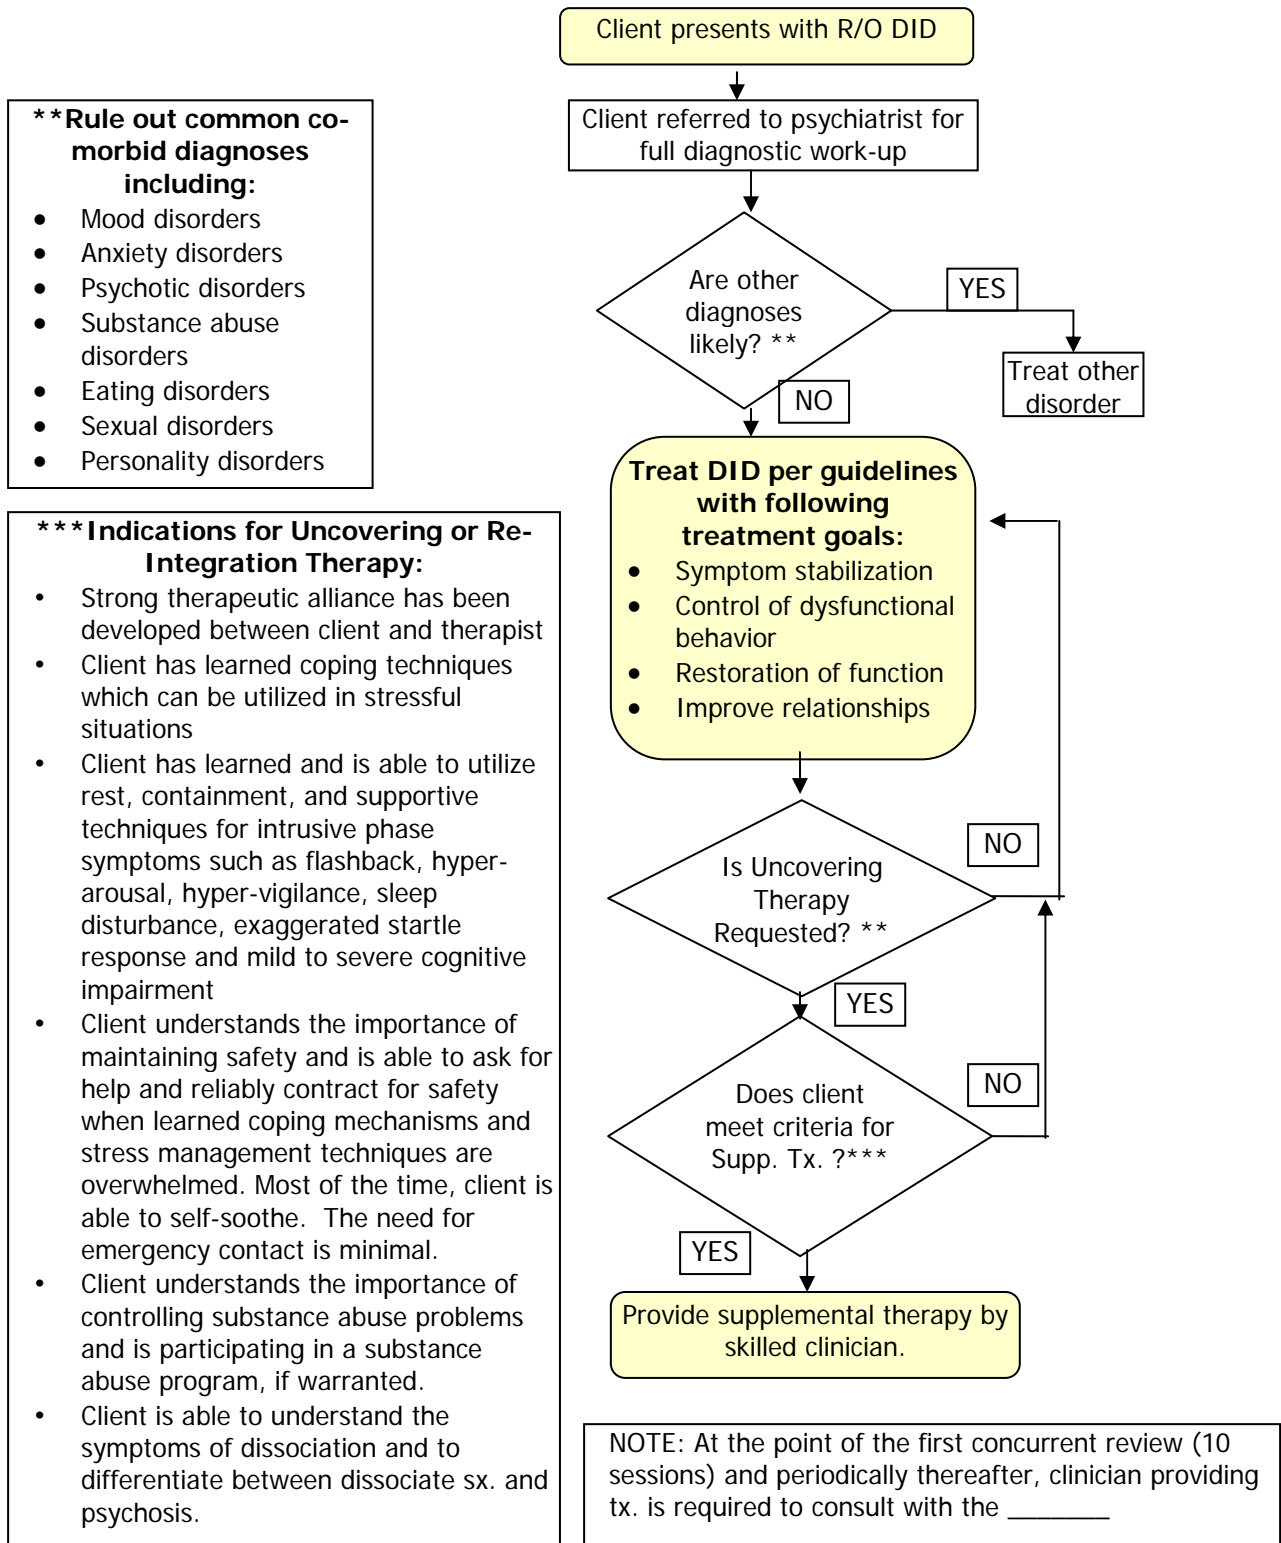 Client presents with R/O DID
Client referred to psychiatrist for
full diagnostic work-up
**Rule out common co-
morbid diagnoses
including:
• Mood disorders
• Anxiety disorders
• Psychotic disorders
• Substance abuse
disorders
• Eating disorders
• Sexual disorders
• Personality disorders
Are other
diagnoses
likely? **
YES
Treat other
disorder
NO
Treat DID per guidelines
with following
treatment goals:
• Symptom stabilization
• Control of dysfunctional
behavior
• Restoration of function
• Improve relationships
***Indications for Uncovering or Re-
Integration Therapy:
• Strong therapeutic alliance has been
developed between client and therapist
• Client has learned coping techniques
which can be utilized in stressful
situations
• Client has learned and is able to utilize
rest, containment, and supportive
techniques for intrusive phase
symptoms such as flashback, hyper-
arousal, hyper-vigilance, sleep
disturbance, exaggerated startle
response and mild to severe cognitive
impairment
• Client understands the importance of
maintaining safety and is able to ask for
help and reliably contract for safety
when learned coping mechanisms and
stress management techniques are
overwhelmed. Most of the time, client is
able to self-soothe. The need for
emergency contact is minimal.
• Client understands the importance of
controlling substance abuse problems
and is participating in a substance
abuse program, if warranted.
• Client is able to understand the
symptoms of dissociation and to
differentiate between dissociate sx. and
psychosis.
Is Uncovering
Therapy
Requested? **
NO
YES
Does client
meet criteria for
Supp. Tx. ?***
NO
YES
Provide supplemental therapy by
skilled clinician.
NOTE: At the point of the first concurrent review (10
sessions) and periodically thereafter, clinician providing
tx. is required to consult with the _______